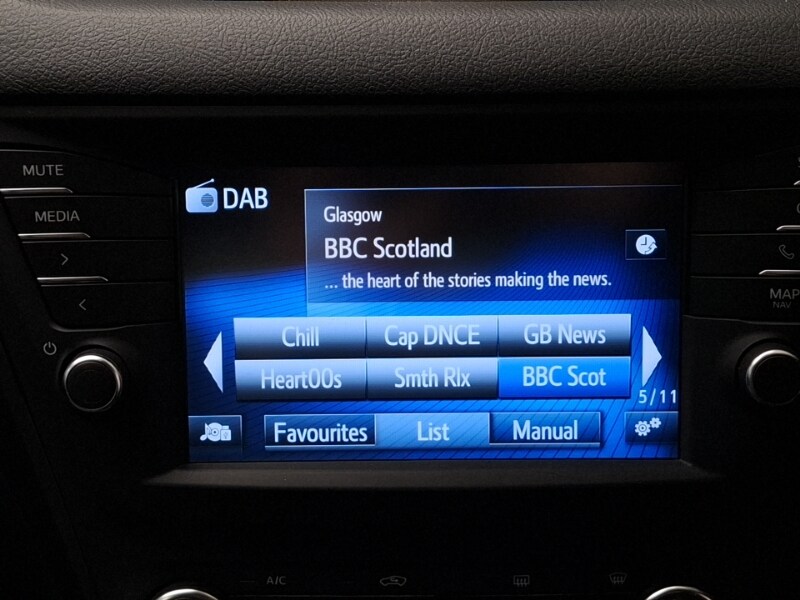 MUTE
MEDIA
DAB
Glasgow
BBC Scotland
... the heart of the stories making the news.
Chill Cap DNCE GB News
Heart00s Smth Rlx BBC Scot
5/11
Favourites List Manual
MAP
NAV
A/C